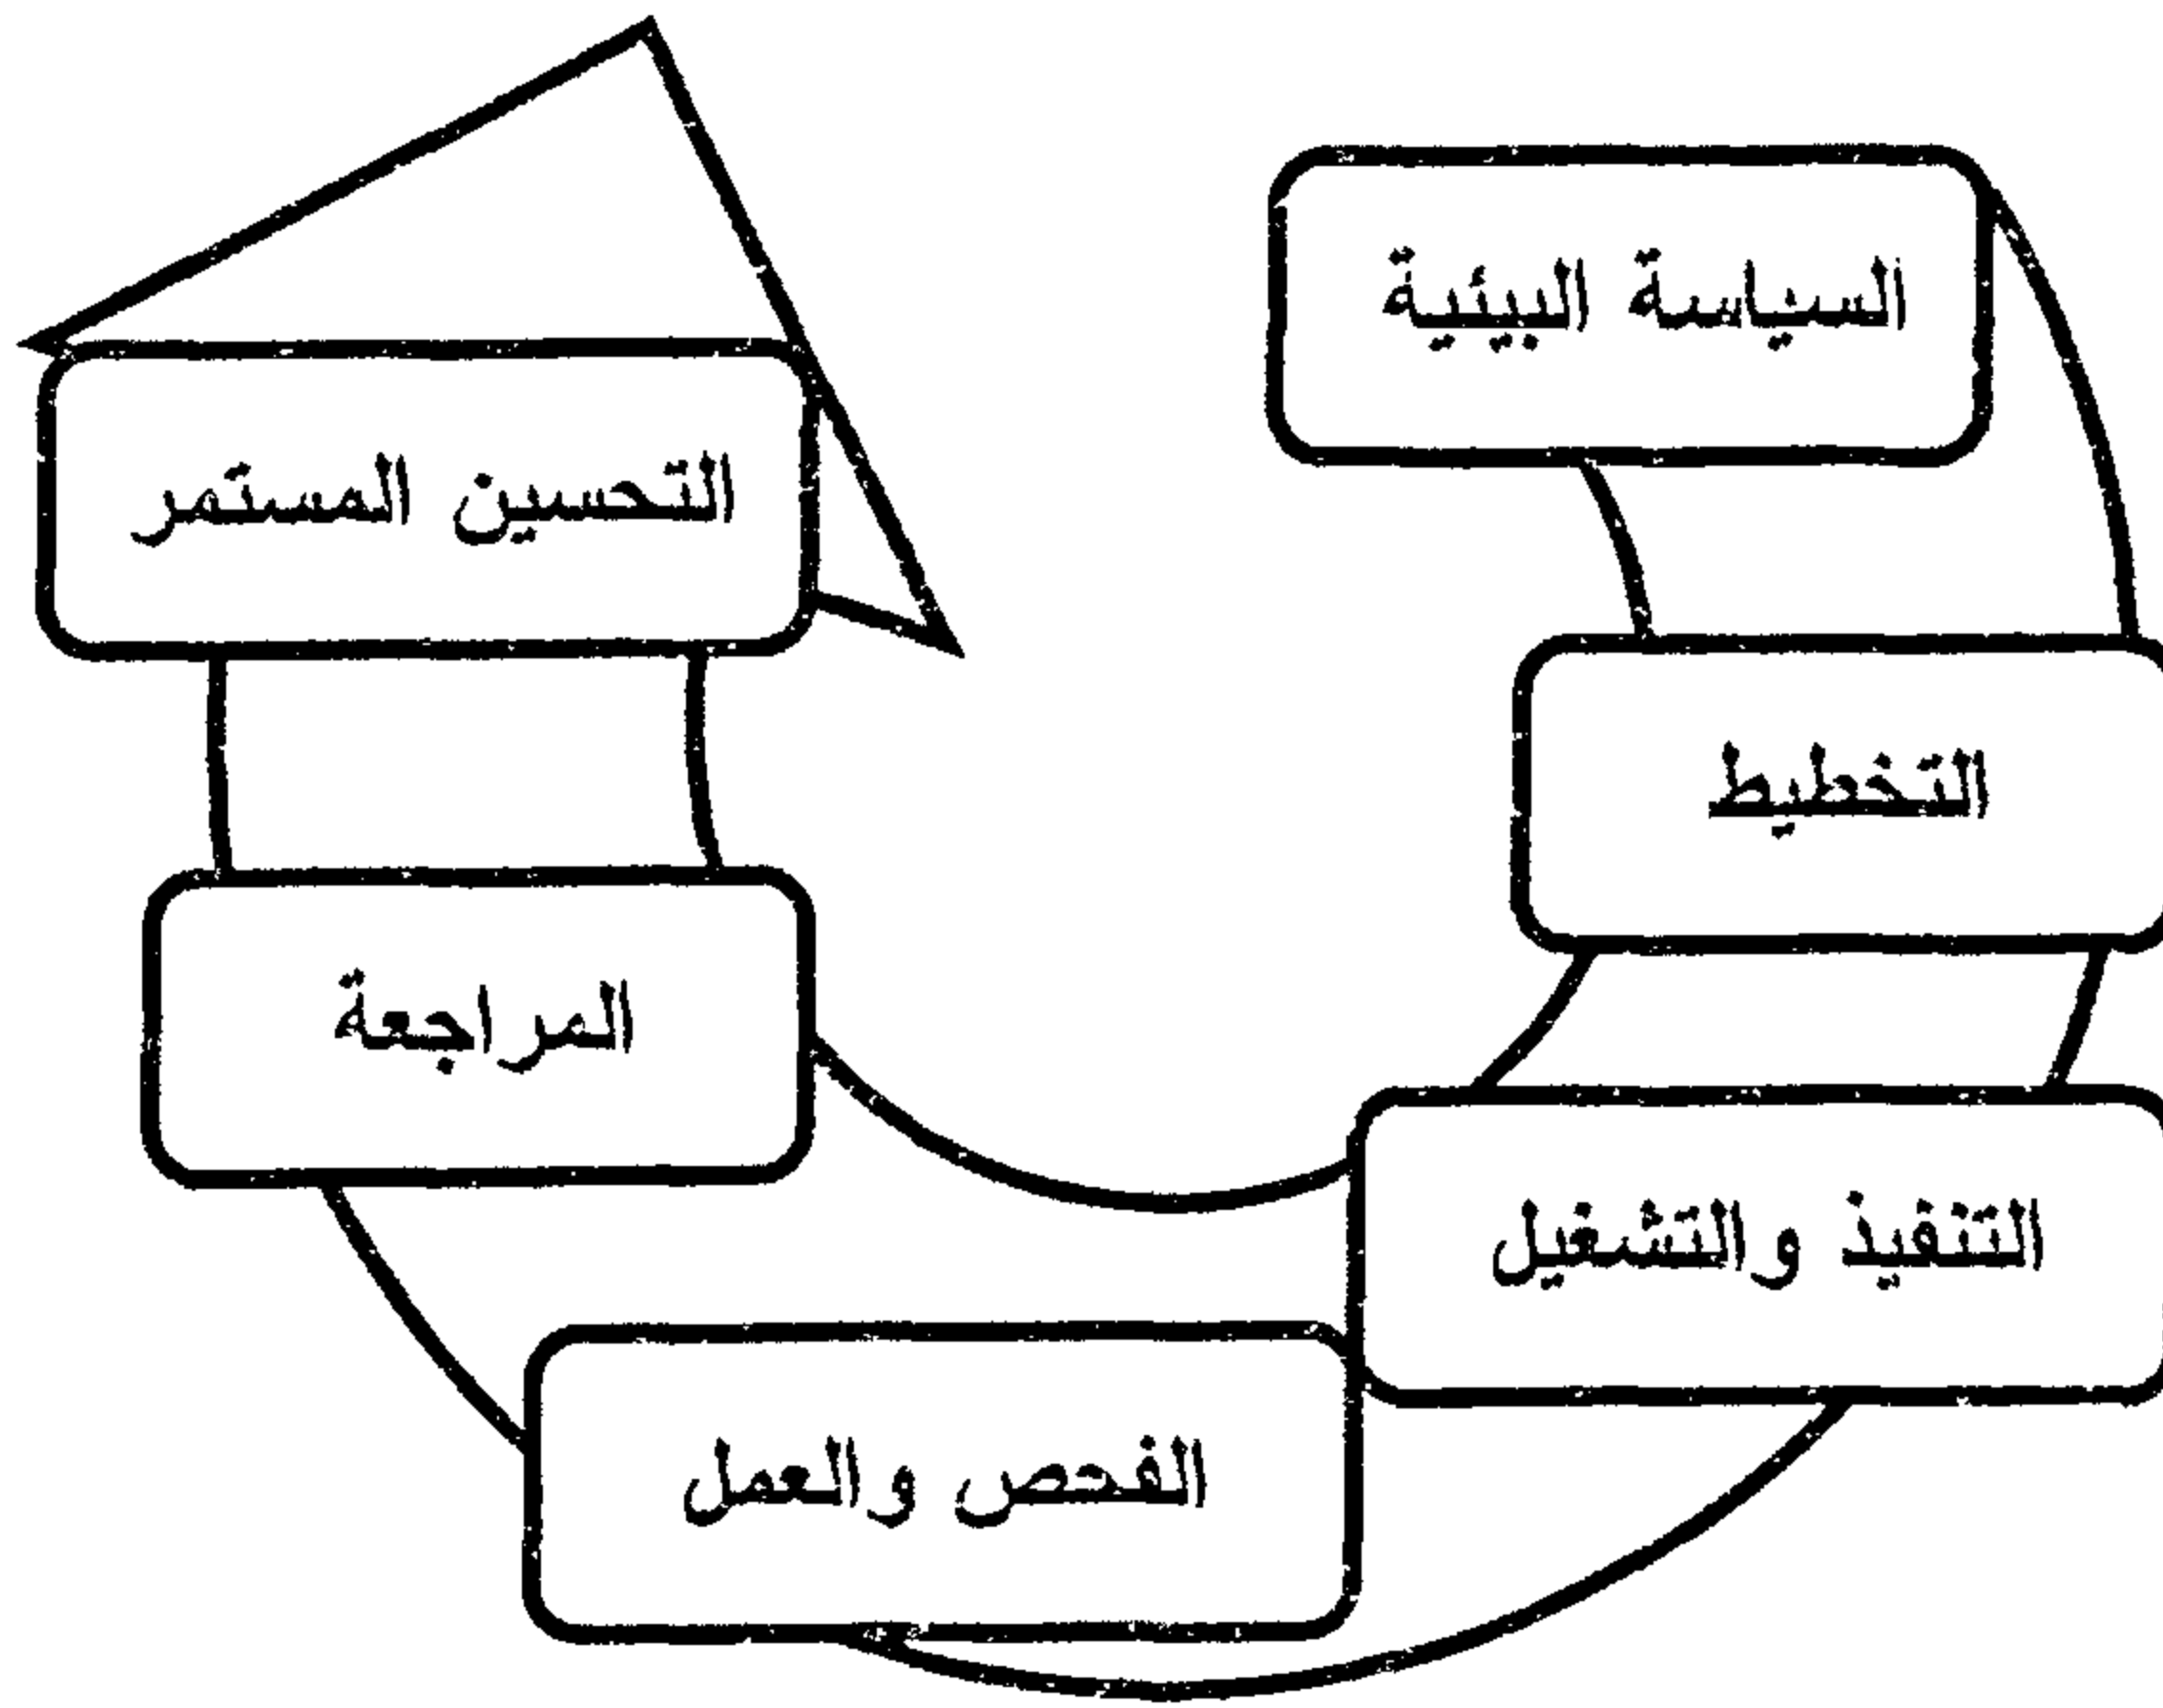 السياسة البيئية
التخطيط
التنفيذ والتشغيل
الفحص والعمل
المراجعة
التحسين المستمر